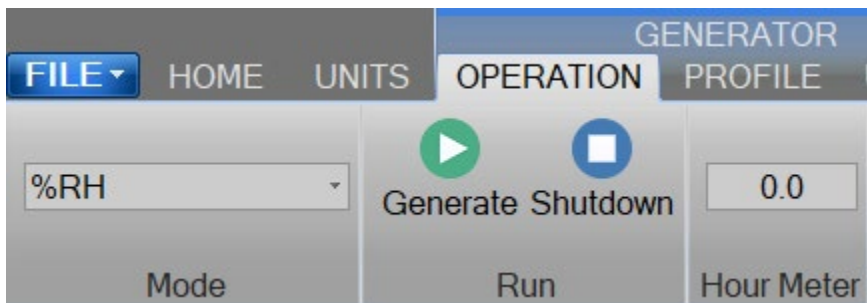 GENERATOR
FILE HOME UNITS OPERATION PROFILE
%RH
Generate Shutdown
0.0
Mode Run Hour Meter